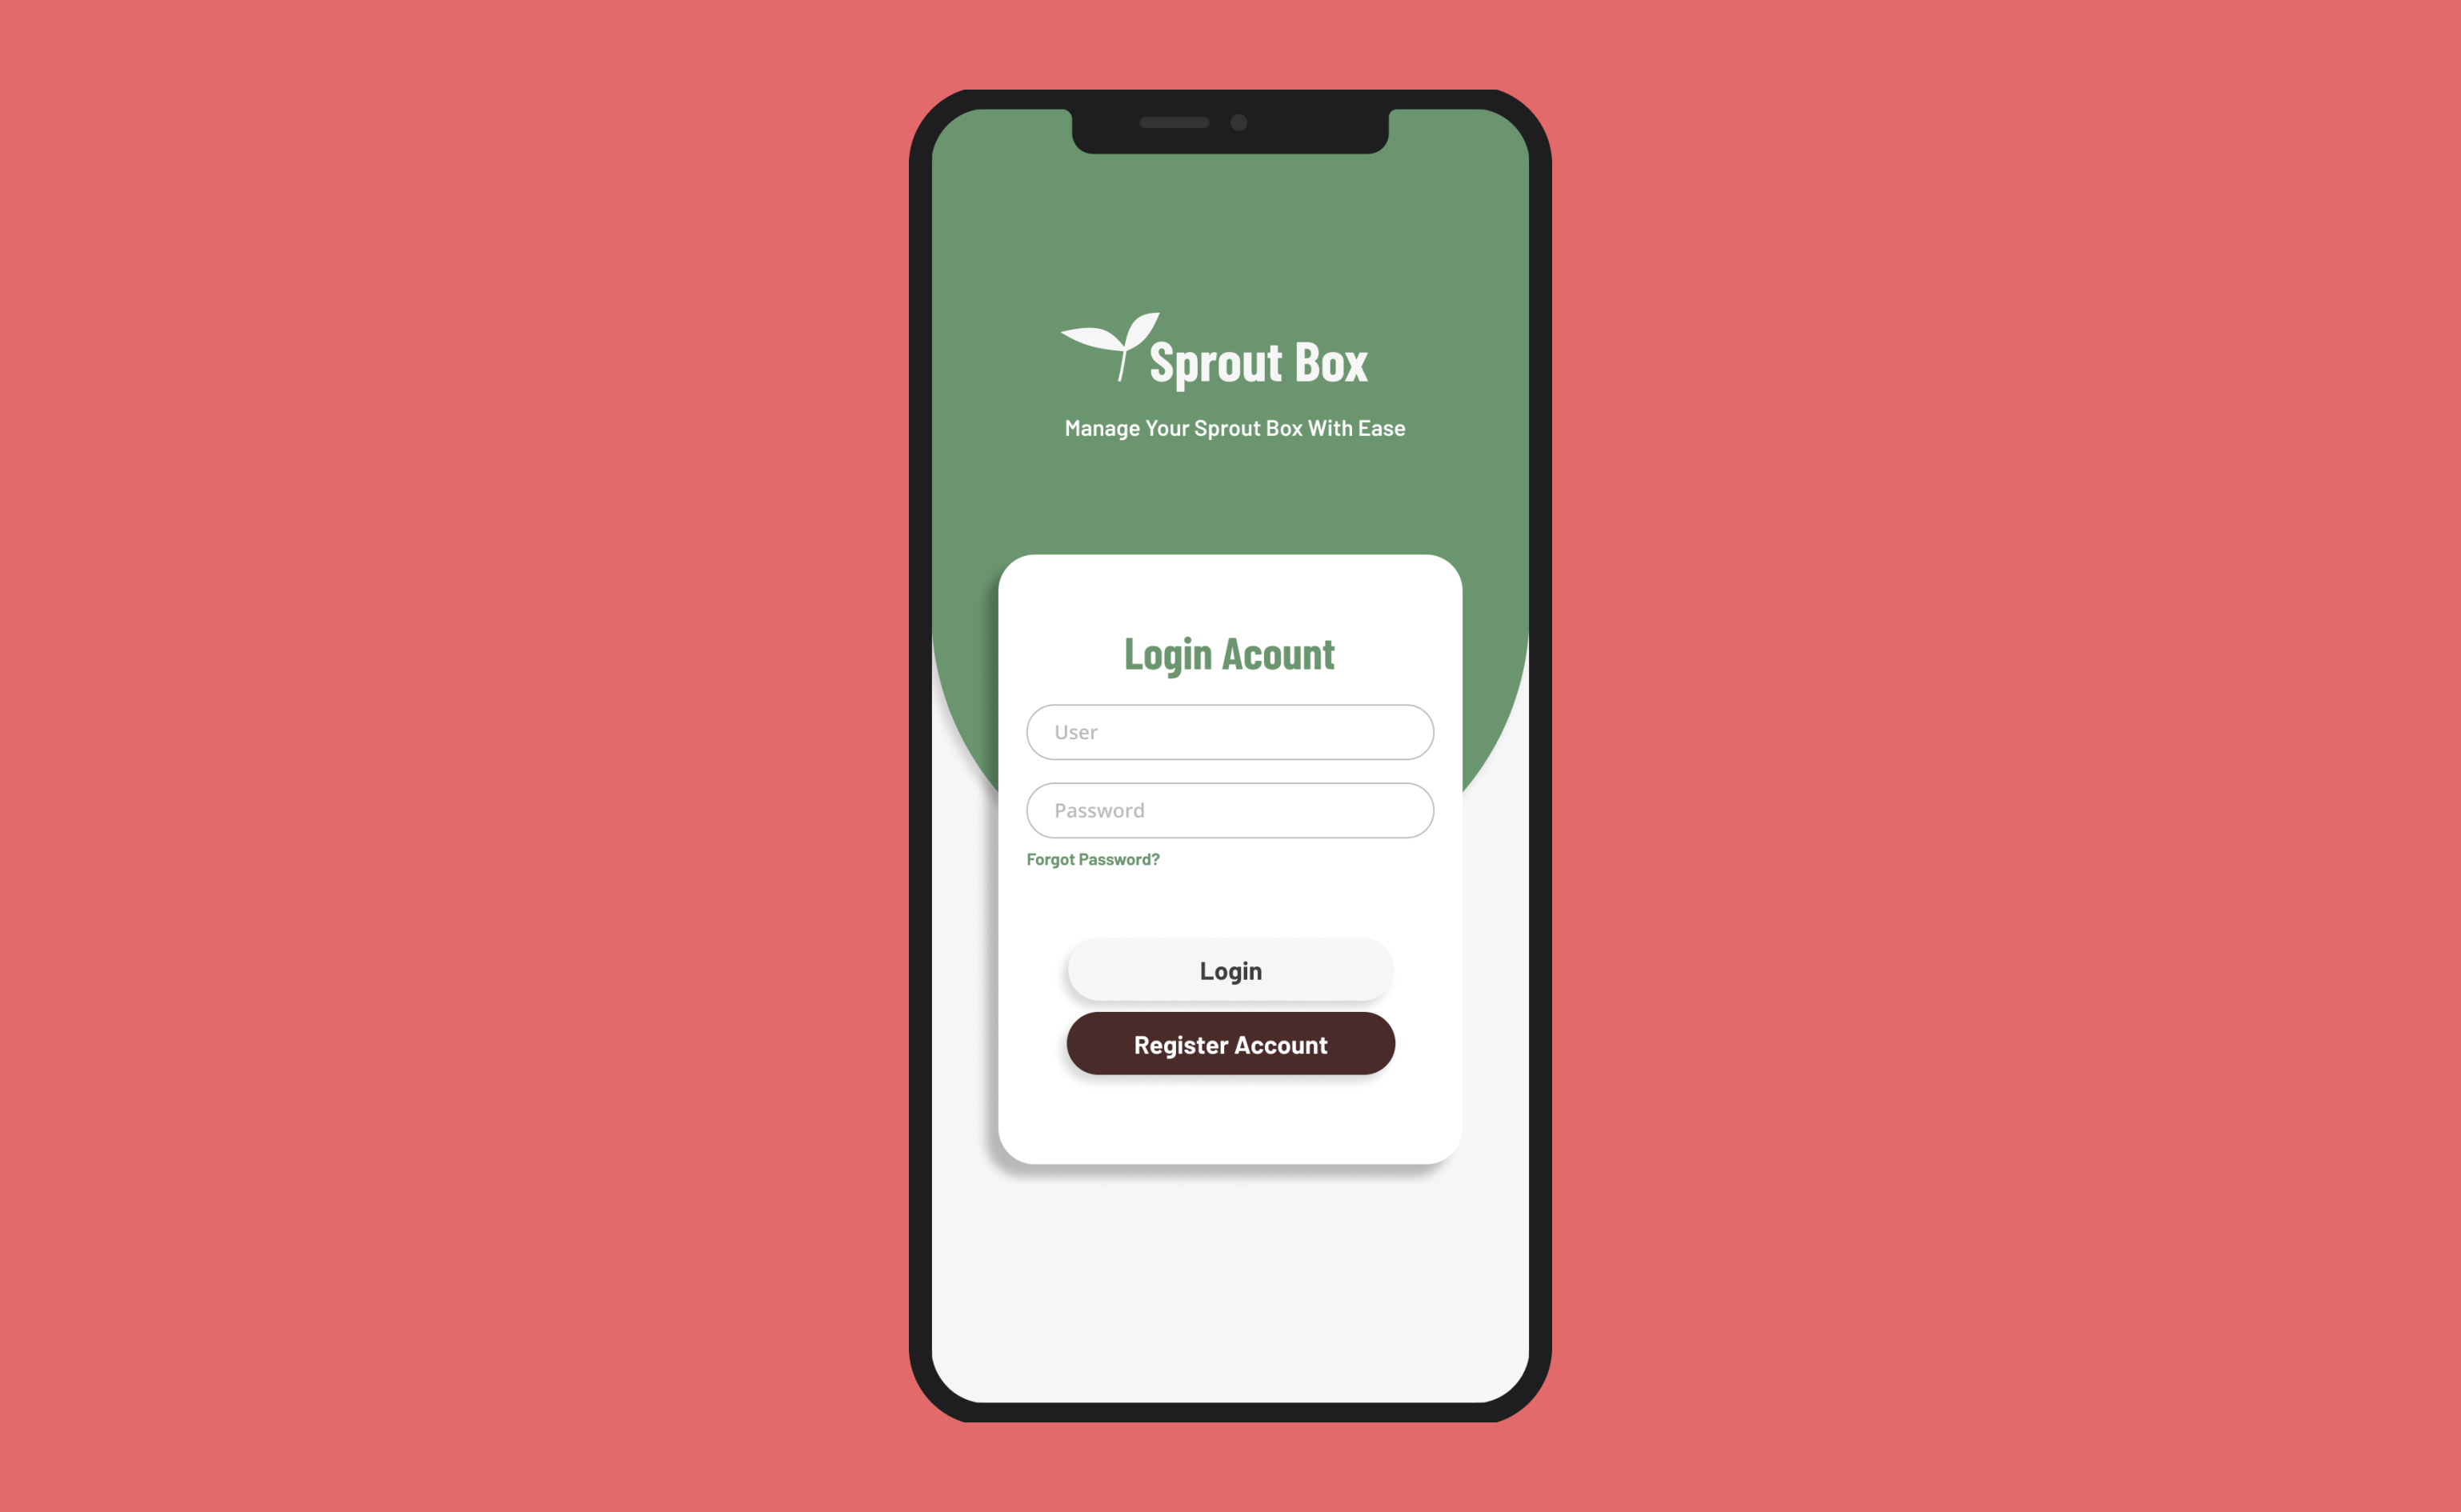 Sprout Box
Manage Your Sprout Box With Ease
Login Acount
User
Password
Forgot Password?
Login
Register Account